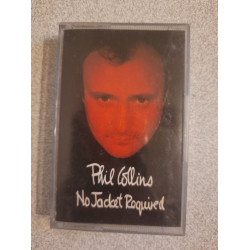 Phil Collins
No Jacket Required